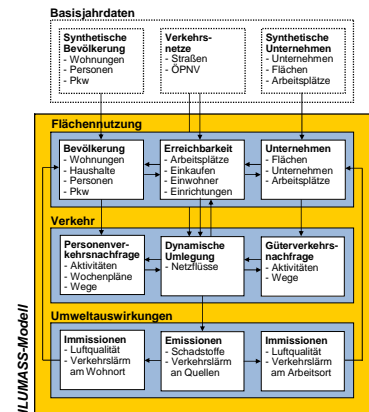 Basisjahrdaten
Synthetische
Bevölkerung
- Wohnungen
- Personen
- Pkw
Verkehrs-
netze
- Straßen
- ÖPNV
Synthetische
Unternehmen
- Unternehmen
- Flächen
- Arbeitsplätze
Flächennutzung
Bevölkerung
- Wohnungen
- Haushalte
- Personen
- Pkw
Erreichbarkeit
- Arbeitsplätze
- Einkaufen
- Einwohner
- Einrichtungen
Unternehmen
- Flächen
- Unternehmen
- Arbeitsplätze
Verkehr
Personenver-
kehrsnachfrage
- Aktivitäten
- Wochenpläne
- Wege
Dynamische
Umlegung
- Netzflüsse
Güterverkehrs-
nachfrage
- Aktivitäten
- Wege
Umweltauswirkungen
Immissionen
- Luftqualität
- Verkehrslärm
am Wohnort
Emissionen
- Schadstoffe
- Verkehrslärm
an Quellen
Immissionen
- Luftqualität
- Verkehrslärm
am Arbeitsort
ILUMASS-Modell